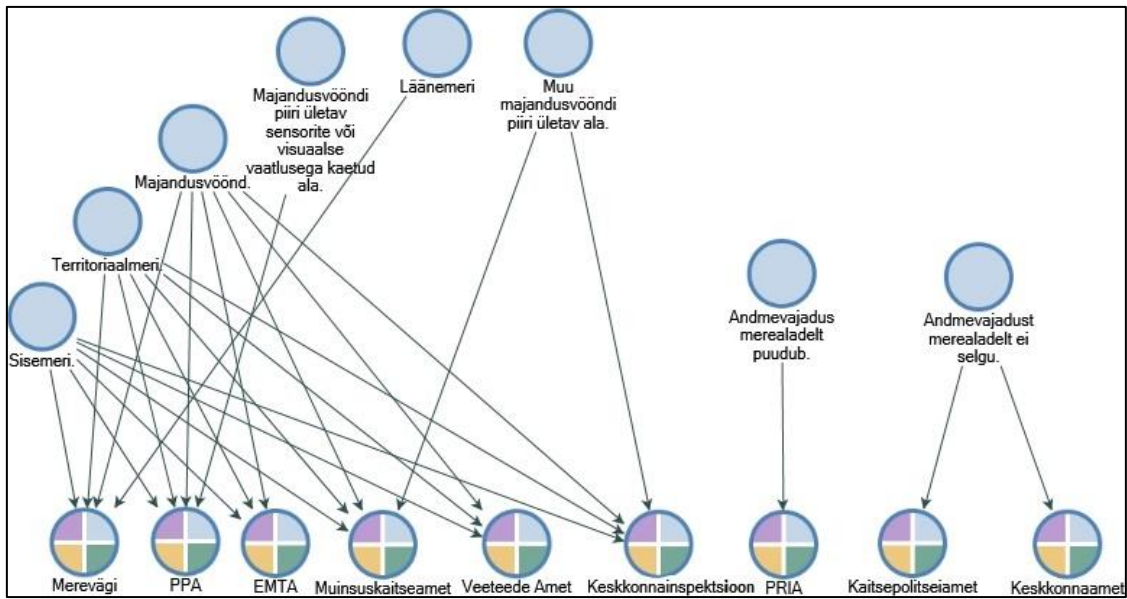 Majandusvööndi
piiri ületav
sensorite või
visuaalse
vaatlusega kaetud
ala.
Läänemeri
Muu
majandusvööndi
piiri ületav ala.
Majandusvöönd.
Territoriaalmeri.
Sisemeri.
Andmevajadus
merealadelt
puudub.
Andmevajadust
merealadelt ei
selgu.
Merevägi
PPA
EMTA
Muinsuskaitseamet
Veeteede Amet
Keskkonnainspektsioon
PRIA
Kaitsepolitseiamet
Keskkonnaamet